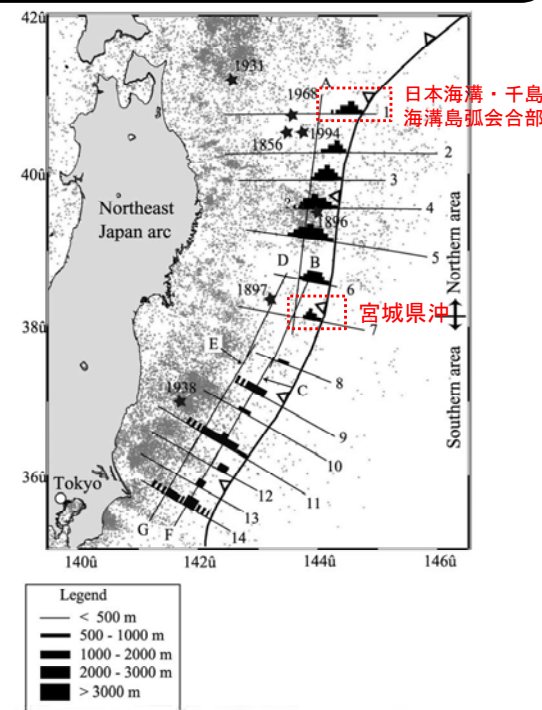 42û
1931
A
1968
日本海溝・千島
海溝島弧会合部
1
1856
1994
2
40û
3
Northeast
Japan arc
?
4
1896
Northern area
5
D
B
1897
6
宮城県沖
38û
7
E
8
1938
C
Southern area
9
10
36û
Tokyo
11
12
13
G
F
14
140û
142û
144û
146û
Legend
< 500 m
500 - 1000 m
1000 - 2000 m
2000 - 3000 m
> 3000 m